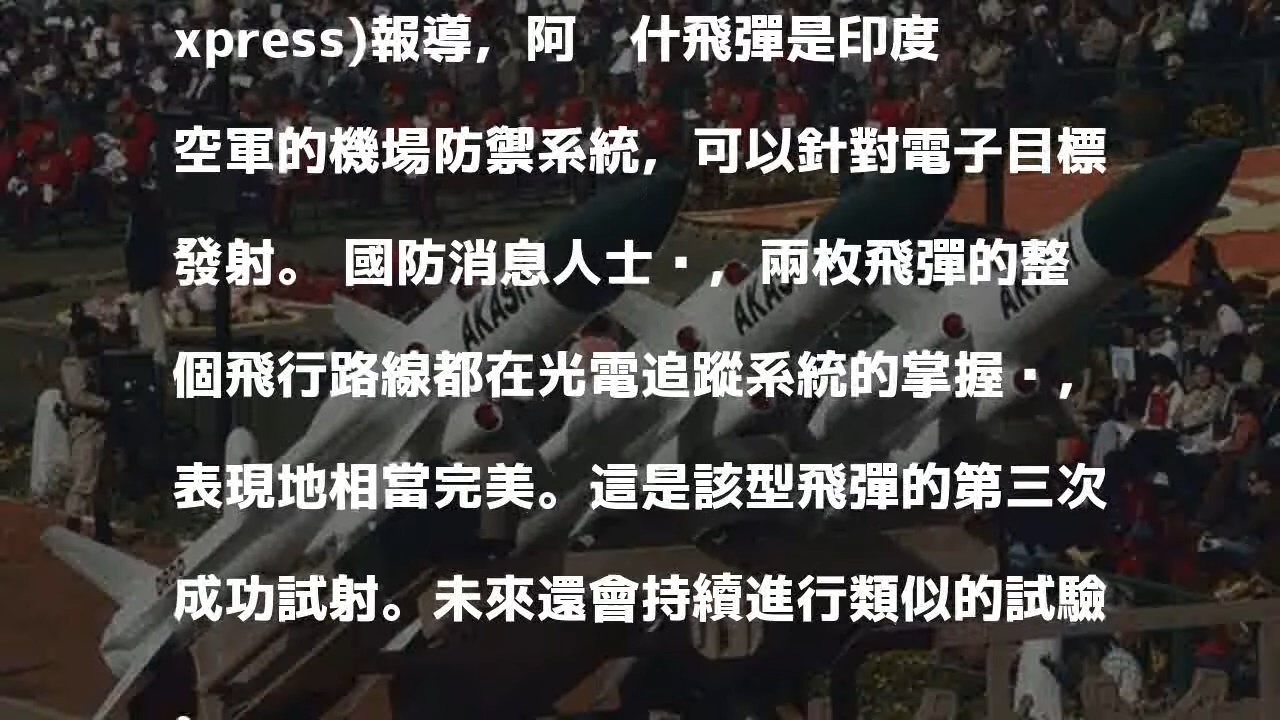 xpress)報導，阿　什飛彈是印度
空軍的機場防禦系統，可以針對電子目標
發射。 國防消息人士·，兩枚飛彈的整
個飛行路線都在光電追蹤系統的掌握·，
表現地相當完美。這是該型飛彈的第三次
成功試射。未來還會持續進行類似的試驗
。
AKASH
AKASH
AKASH